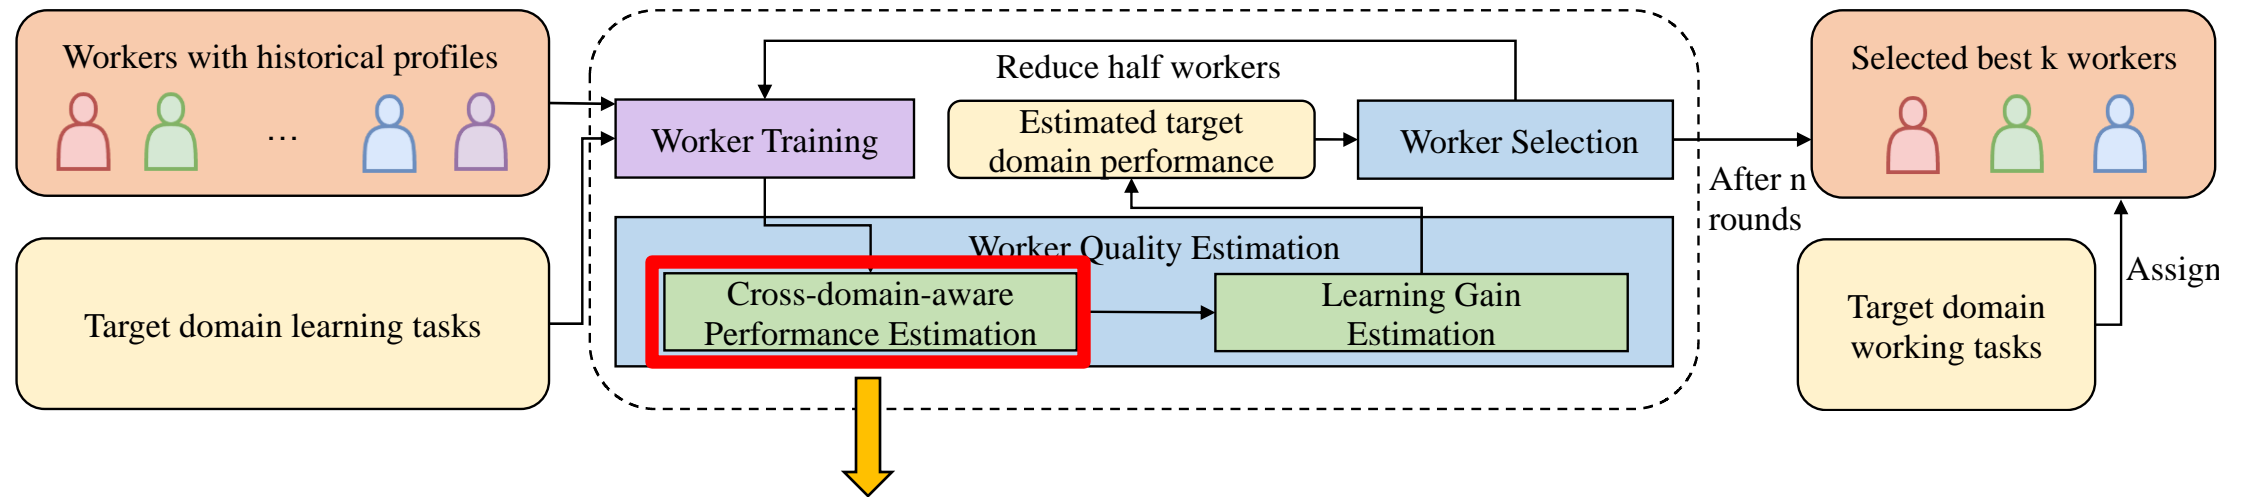 Workers with historical profiles
...
Target domain learning tasks
Reduce half workers
Worker Training
Estimated target
domain performance
Worker Selection
Worker Quality Estimation
Cross-domain-aware
Performance Estimation
Learning Gain
Estimation
After n
rounds
Selected best k workers
Target domain
working tasks
Assign